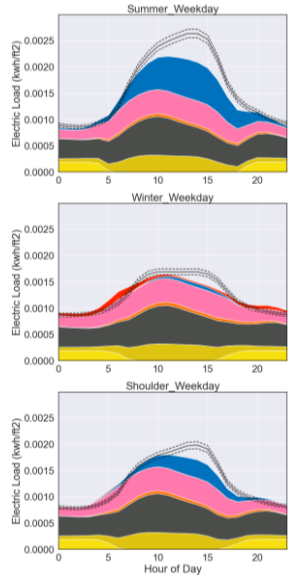 Summer_Weekday
Electric Load (kwh/ft2)
0.0025
0.0020
0.0015
0.0010
0.0005
0.0000
0 5 10 15 20
Winter_Weekday
Electric Load (kwh/ft2)
0.0025
0.0020
0.0015
0.0010
0.0005
0.0000
0 5 10 15 20
Shoulder_Weekday
Electric Load (kwh/ft2)
0.0025
0.0020
0.0015
0.0010
0.0005
0.0000
0 5 10 15 20
Hour of Day